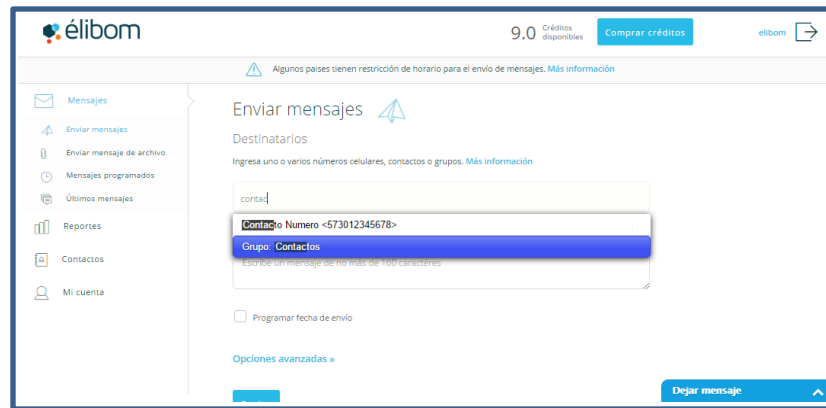 élibom
9.0 Créditos disponibles
Comprar créditos
elibom
Algunos paises tienen restricción de horario para el envío de mensajes. Más información
Mensajes
Enviar mensajes
Enviar mensaje de archivo
Mensajes programados
Últimos mensajes
Reportes
Contactos
Mi cuenta
Enviar mensajes
Destinatarios
Ingresa uno o varios números celulares, contactos o grupos. Más información
contac
Contacto Numero <573012345678>
Grupo: Contactos
Escribe un mensaje de no más de 160 caractéres
Programar fecha de envío
Opciones avanzadas »
Dejar mensaje